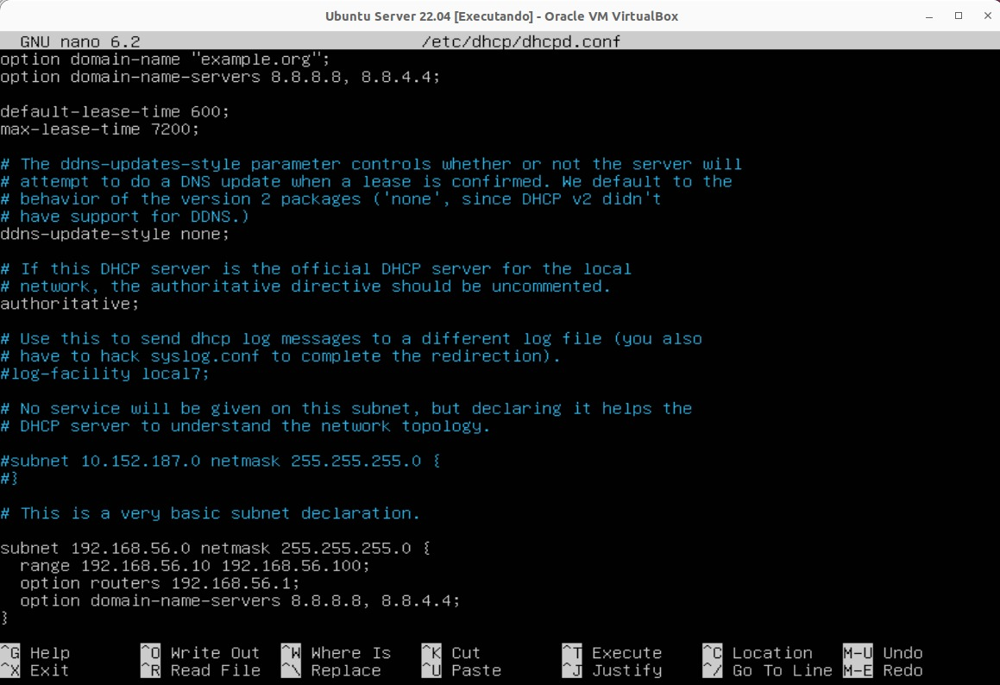 Ubuntu Server 22.04 [Executando] - Oracle VM VirtualBox
GNU nano 6.2 /etc/dhcp/dhcpd.conf
option domain-name "example.org";
option domain-name-servers 8.8.8.8, 8.8.4.4;

default-lease-time 600;
max-lease-time 7200;

# The ddns-updates-style parameter controls whether or not the server will
# attempt to do a DNS update when a lease is confirmed. We default to the
# behavior of the version 2 packages ('none', since DHCP v2 didn't
# have support for DDNS.)
ddns-update-style none;

# If this DHCP server is the official DHCP server for the local
# network, the authoritative directive should be uncommented.
authoritative;

# Use this to send dhcp log messages to a different log file (you also
# have to hack syslog.conf to complete the redirection).
#log-facility local7;

# No service will be given on this subnet, but declaring it helps the
# DHCP server to understand the network topology.

#subnet 10.152.187.0 netmask 255.255.255.0 {
#}

# This is a very basic subnet declaration.

subnet 192.168.56.0 netmask 255.255.255.0 {
  range 192.168.56.10 192.168.56.100;
  option routers 192.168.56.1;
  option domain-name-servers 8.8.8.8, 8.8.4.4;
}

^G Help ^O Write Out ^W Where Is ^K Cut ^T Execute ^C Location M-U Undo
^X Exit ^R Read File ^\ Replace ^U Paste ^J Justify ^/ Go To Line M-E Redo